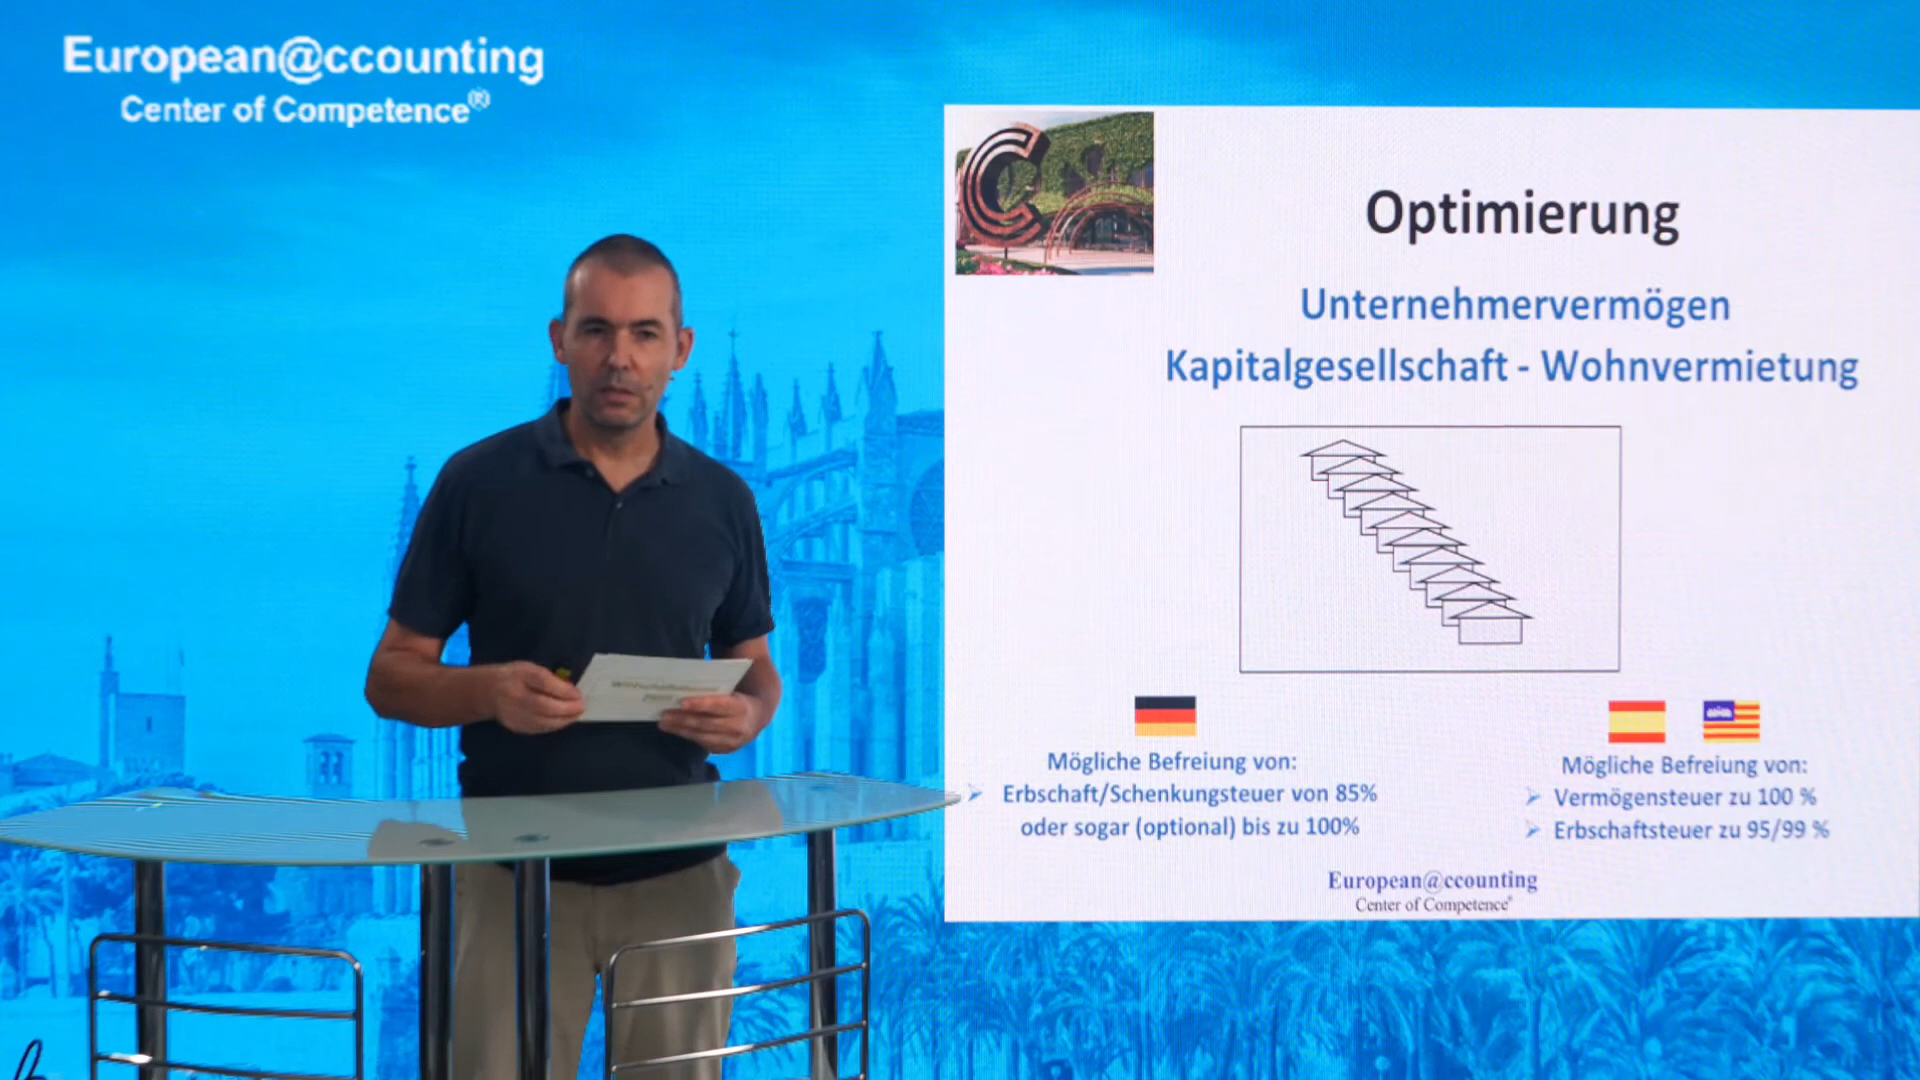 European@ccounting
Center of Competence®
Optimierung
Unternehmervermögen
Kapitalgesellschaft - Wohnvermietung
Mögliche Befreiung von:
Erbschaft/Schenkungsteuer von 85%
oder sogar (optional) bis zu 100%
Mögliche Befreiung von:
Vermögensteuer zu 100 %
Erbschaftsteuer zu 95/99 %
European@ccounting
Center of Competence®